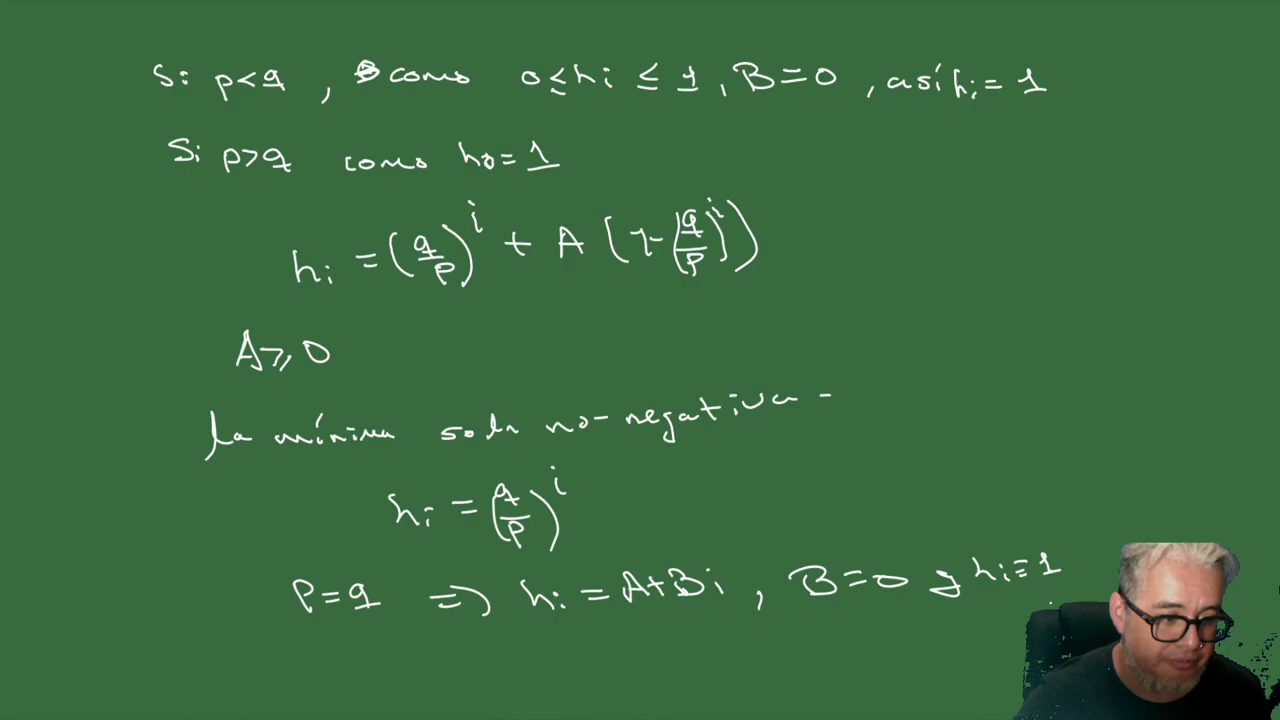 Si p<q , como 0≤hi ≤ 1, B=0 , así hi= 1
Si p>q como h0=1
hi = (q/p)^i + A (1-(q/p)^i)
A≥0
La mínima soln no-negativa -
hi = (q/p)^i
P=q => hi = A+Bi , B=0 y hi=1